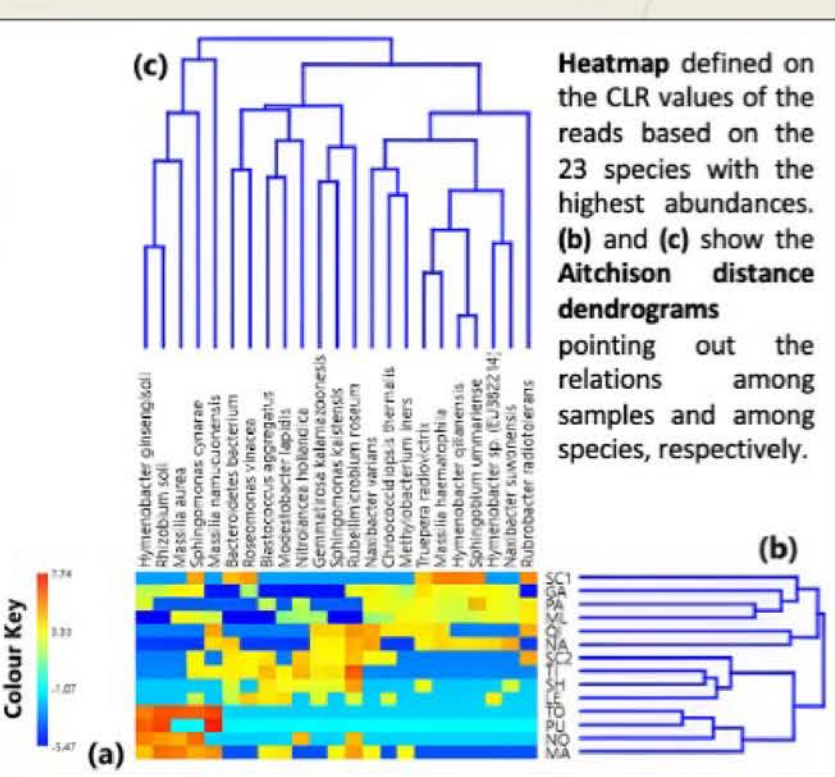 (c)
Heatmap defined on
the CLR values of the
reads based on the
23 species with the
highest abundances.
(b) and (c) show the
Aitchison distance
dendrograms
pointing out the
relations among
samples and among
species, respectively.
Hymenobacter ginsengisoli
Rhizobium soli
Massilia aurea
Sphingomonas cynarae
Massilia namucuonensis
Bacteroidetes bacterium
Roseomonas vinacea
Blastococcus aggregatus
Modestobacter lapidis
Nitrolancea hollandica
Gemmatirosa kalamazoonesis
Sphingomonas kaistensis
Rubellimicrobium roseum
Naxibacter varians
Chroococcidiopsis thermalis
Methylobacterium iners
Truepera radiovictrix
Massilia haematophila
Hymenobacter qilianensis
Sphingobium ummariense
Hymenobacter sp. (EU382214)
Naxibacter suwonensis
Rubrobacter radiotolerans
(b)
Colour Key
7.74
3.33
-1.07
-5.47
(a)
SC1
GA
PA
ML
NA
SC2
TI
SH
LE
TO
PU
NO
MA